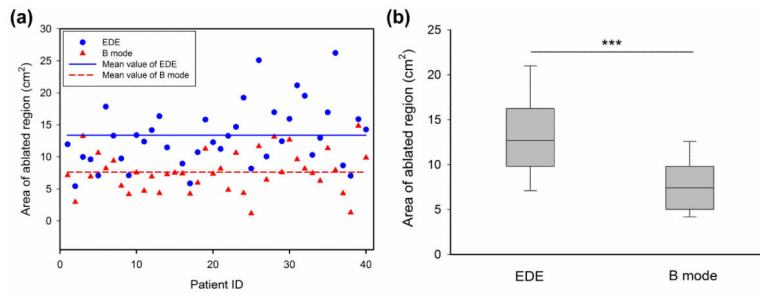 (a)
Area of ablated region (cm²)
30
25
20
15
10
5
0
EDE
B mode
Mean value of EDE
Mean value of B mode
0 10 20 30 40
Patient ID
(b)
Area of ablated region (cm²)
25
20
15
10
5
0
***
EDE B mode